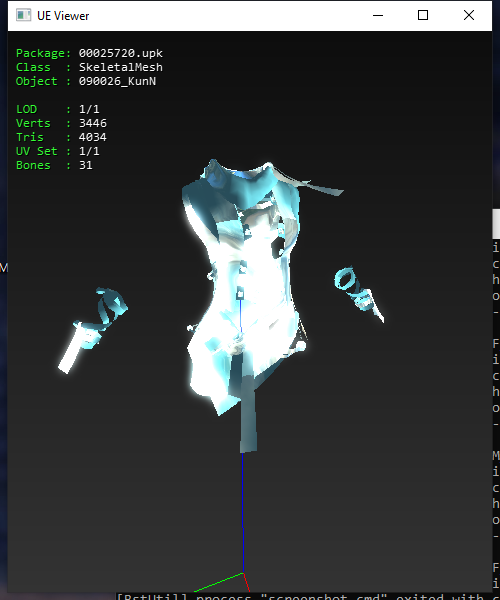 UE Viewer
Package: 00025720.upk
Class : SkeletalMesh
Object : 090026_KunN
LOD : 1/1
Verts : 3446
Tris : 4034
UV Set : 1/1
Bones : 31
M
i
c
h
o
-
F
i
c
h
o
-
M
i
c
h
o
-
F
i
[BstUtil] process "screenshot.cmd" exited with c